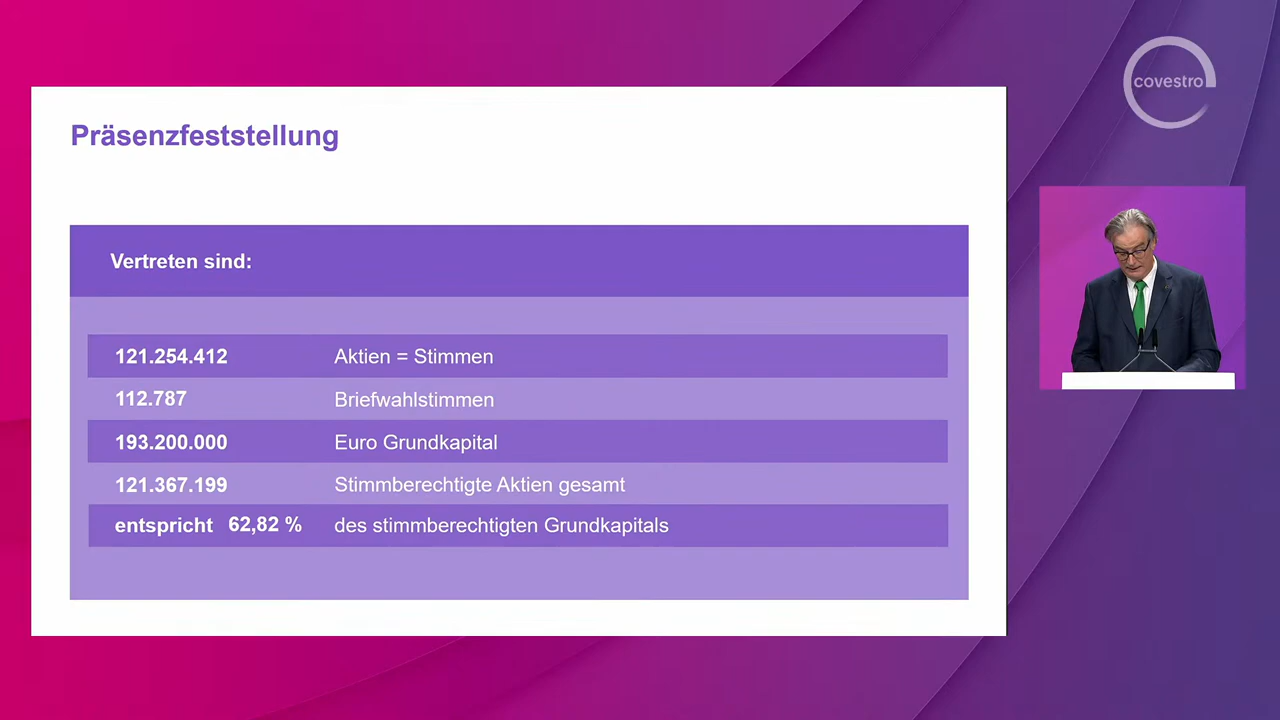 covestro
Präsenzfeststellung
Vertreten sind:
121.254.412 Aktien = Stimmen
112.787 Briefwahlstimmen
193.200.000 Euro Grundkapital
121.367.199 Stimmberechtigte Aktien gesamt
entspricht 62,82 % des stimmberechtigten Grundkapitals